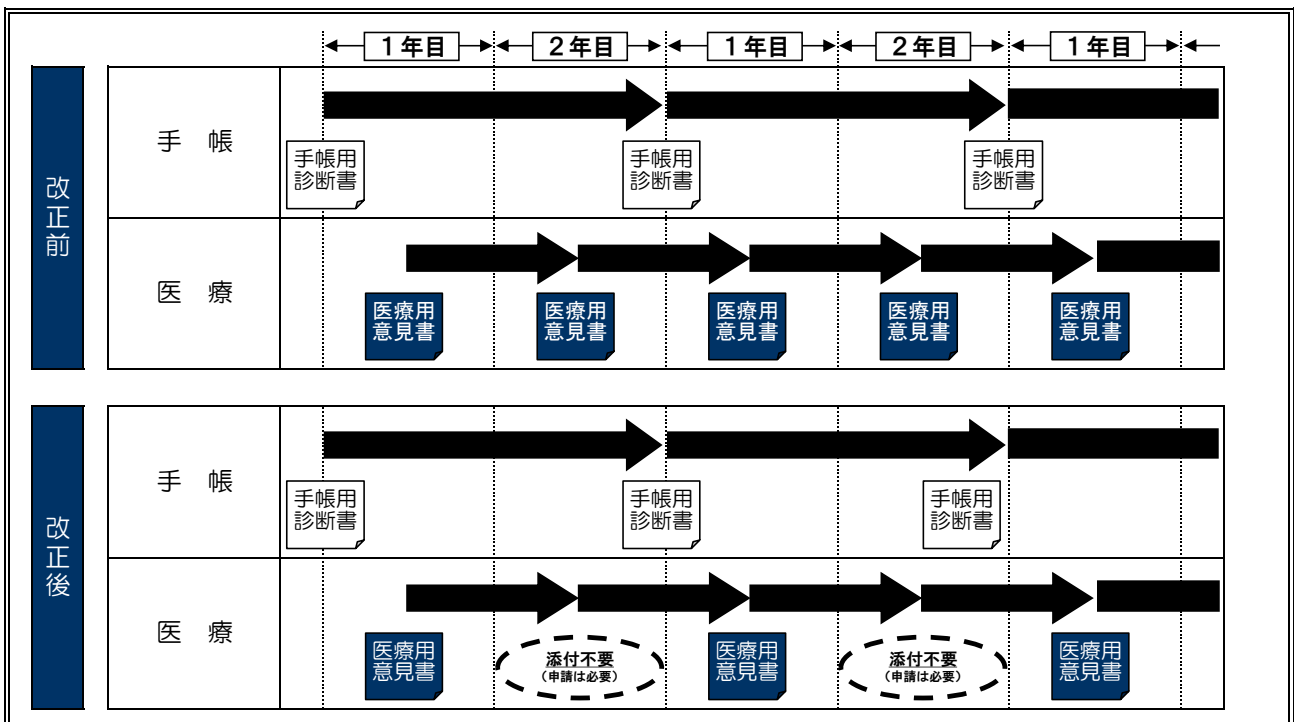 1年目 2年目 1年目 2年目 1年目
改正前
手 帳
手帳用
診断書
手帳用
診断書
手帳用
診断書
医 療
医療用
意見書
医療用
意見書
医療用
意見書
医療用
意見書
医療用
意見書
改正後
手 帳
手帳用
診断書
手帳用
診断書
手帳用
診断書
医 療
医療用
意見書
添付不要
（申請は必要）
医療用
意見書
添付不要
（申請は必要）
医療用
意見書